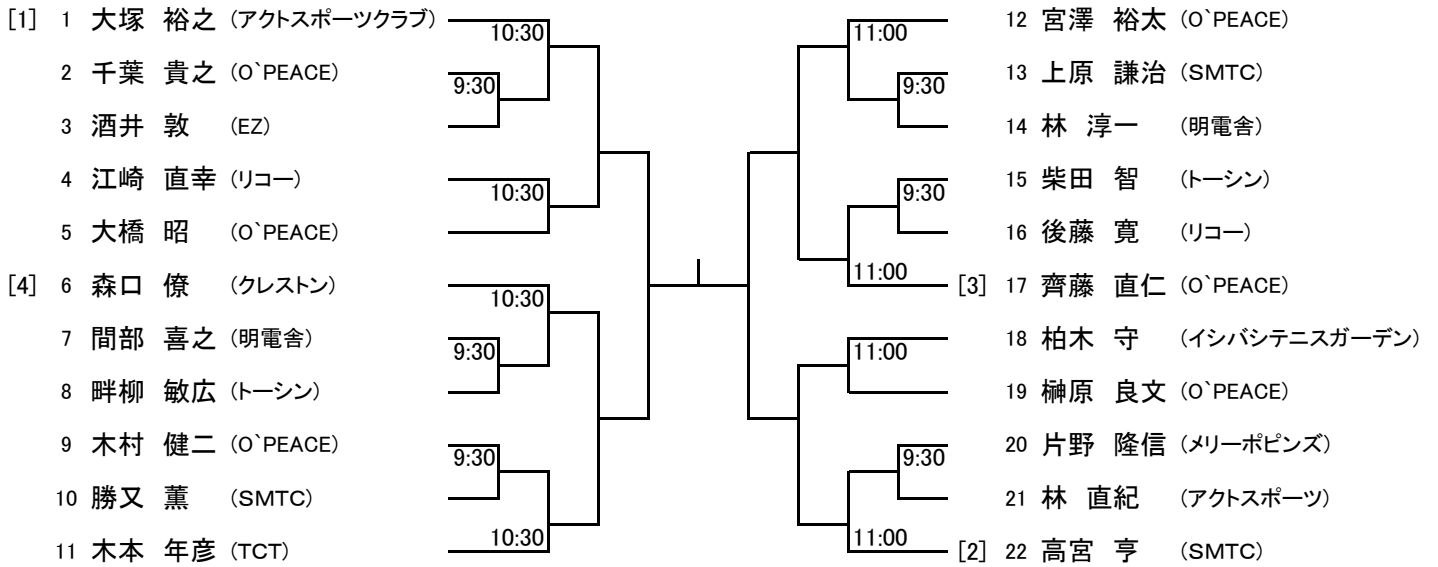 [1] 1 大塚 裕之 (アクトスポーツクラブ)
10:30
2 千葉 貴之 (O`PEACE)
9:30
3 酒井 敦 (EZ)
4 江崎 直幸 (リコー)
10:30
5 大橋 昭 (O`PEACE)
[4] 6 森口 僚 (クレストン)
10:30
7 間部 喜之 (明電舎)
9:30
8 畔柳 敏広 (トーシン)
9 木村 健二 (O`PEACE)
9:30
10 勝又 薫 (SMTC)
10:30
11 木本 年彦 (TCT)
12 宮澤 裕太 (O`PEACE)
11:00
13 上原 謙治 (SMTC)
9:30
14 林 淳一 (明電舎)
15 柴田 智 (トーシン)
9:30
16 後藤 寛 (リコー)
11:00
[3] 17 齊藤 直仁 (O`PEACE)
18 柏木 守 (イシバシテニスガーデン)
11:00
19 榊原 良文 (O`PEACE)
20 片野 隆信 (メリーポピンズ)
9:30
21 林 直紀 (アクトスポーツ)
11:00
[2] 22 高宮 亨 (SMTC)